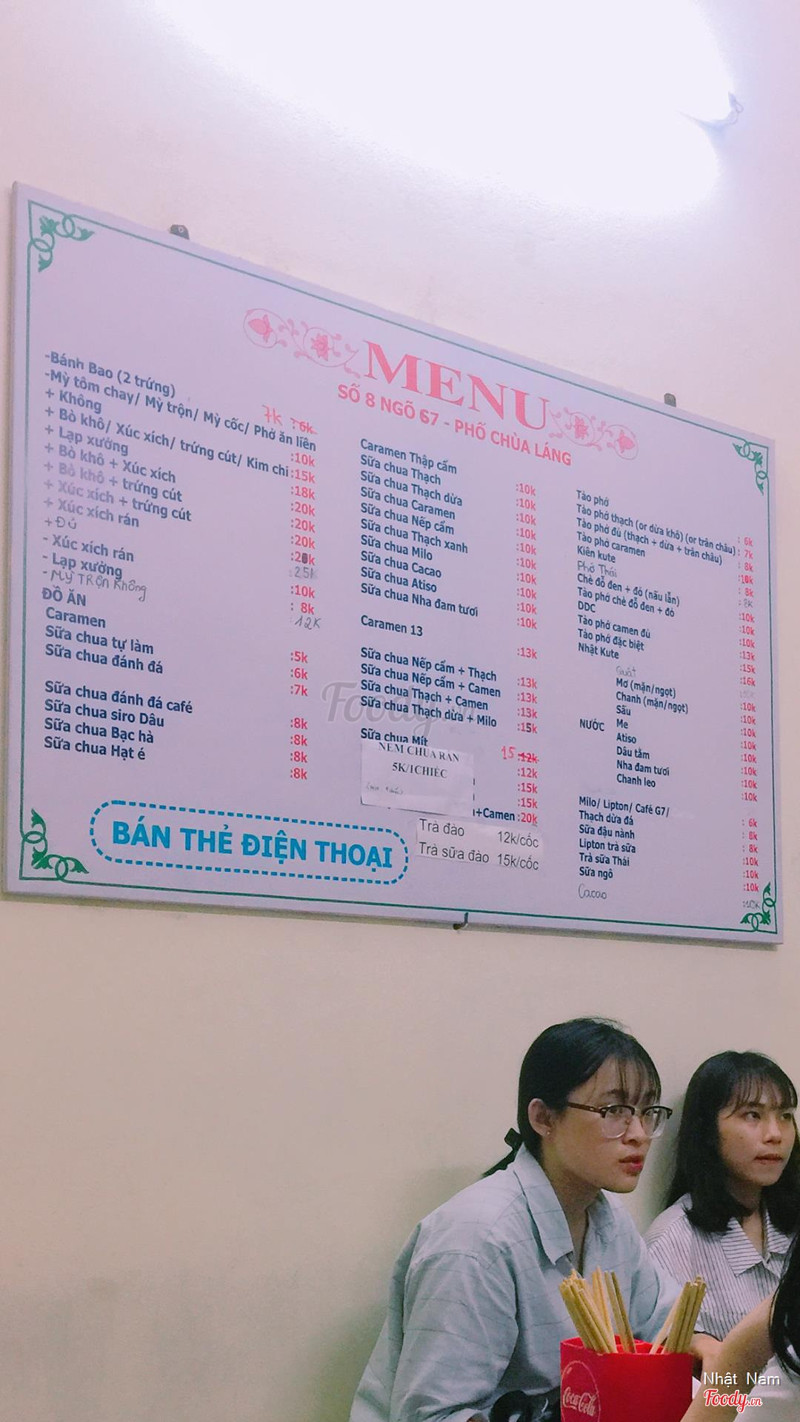 MENU
SỐ 8 NGÕ 67 - PHỐ CHÙA LÁNG
-Bánh Bao (2 trứng) 7k :6k
-Mỳ tôm chay/ Mỳ trộn/ Mỳ cốc/ Phở ăn liền
+ Không :10k
+ Bò khô/ Xúc xích/ trứng cút/ Kim chi :15k
+ Lạp xưởng :18k
+ Bò khô + Xúc xích :20k
+ Bò khô + trứng cút :20k
+ Xúc xích + trứng cút :20k
+ Xúc xích rán
+ Đủ :25k
- Xúc xích rán :10k
- Lạp xưởng : 8k
- Mỳ Trộn Không 12K
ĐỒ ĂN
Caramen :5k
Sữa chua tự làm :6k
Sữa chua đánh đá :7k
Sữa chua đánh đá café :8k
Sữa chua siro Dâu :8k
Sữa chua Bạc hà :8k
Sữa chua Hạt é :8k
BÁN THẺ ĐIỆN THOẠI
Caramen Thập cẩm :10k
Sữa chua Thạch :10k
Sữa chua Thạch dừa :10k
Sữa chua Caramen :10k
Sữa chua Nếp cẩm :10k
Sữa chua Thạch xanh :10k
Sữa chua Milo :10k
Sữa chua Cacao :10k
Sữa chua Atiso :10k
Sữa chua Nha đam tươi :10k
Caramen 13 :13k
Sữa chua Nếp cẩm + Thạch :13k
Sữa chua Nếp cẩm + Camen :13k
Sữa chua Thạch + Camen :13k
Sữa chua Thạch dừa + Milo :15k
Sữa chua Mít 15 :12k
NEM CHUA RÁN :12k
5K/1CHIẾC :15k
:15k
+Camen :20k
Trà đào 12k/cốc
Trà sữa đào 15k/cốc
Tào phớ : 6k
Tào phớ thạch (or dừa khô) (or trân châu) : 7k
Tào phớ đủ (thạch + dừa + trân châu) : 8k
Tào phớ caramen :10k
Kiên kute : 8k
Phớ Thái : 8K
Chè đỗ đen + đỏ (nâu lẫn) :10k
Tào phớ chè đỗ đen + đỏ :10k
DDC :10k
Tào phớ camen đủ :13k
Tào phớ đặc biệt :15k
Nhật Kute :16k
Quất
Mơ (mặn/ngọt) :10k
Chanh (mặn/ngọt) :10k
Sấu :10k
NƯỚC Me :10k
Atiso :10k
Dâu tằm :10k
Nha đam tươi :10k
Chanh leo :10k
Milo/ Lipton/ Café G7/
Thạch dừa đá : 6k
Sữa đậu nành : 8k
Lipton trà sữa : 8k
Trà sữa Thái :10k
Sữa ngô :10k
Cacao :10K
Foody
Coca-Cola
Nhật Nam
Foody.vn